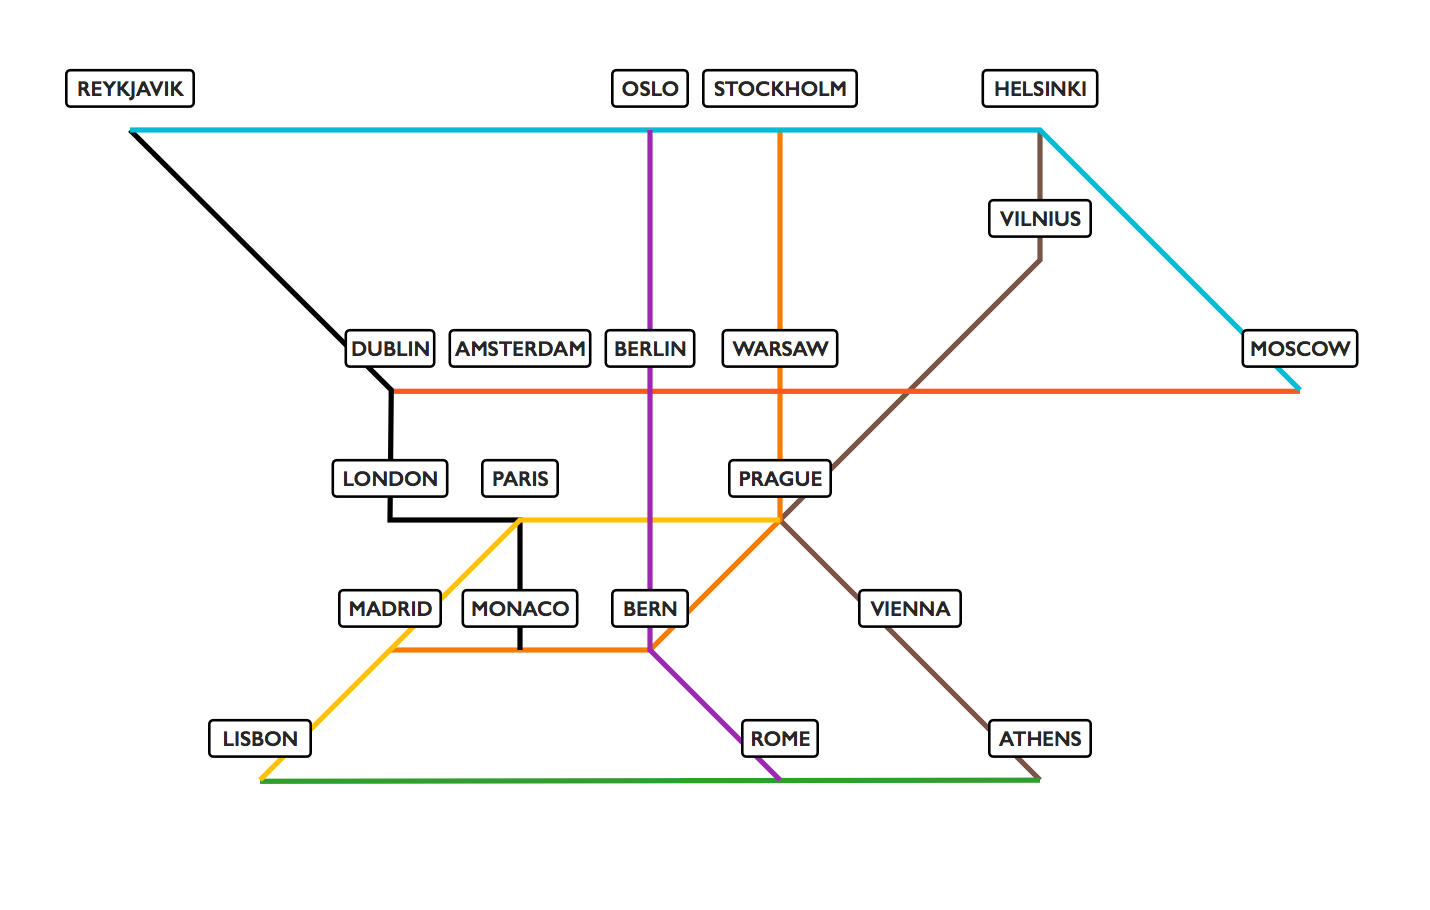 REYKJAVIK
OSLO
STOCKHOLM
HELSINKI
VILNIUS
DUBLIN
AMSTERDAM
BERLIN
WARSAW
MOSCOW
LONDON
PARIS
PRAGUE
MADRID
MONACO
BERN
VIENNA
LISBON
ROME
ATHENS